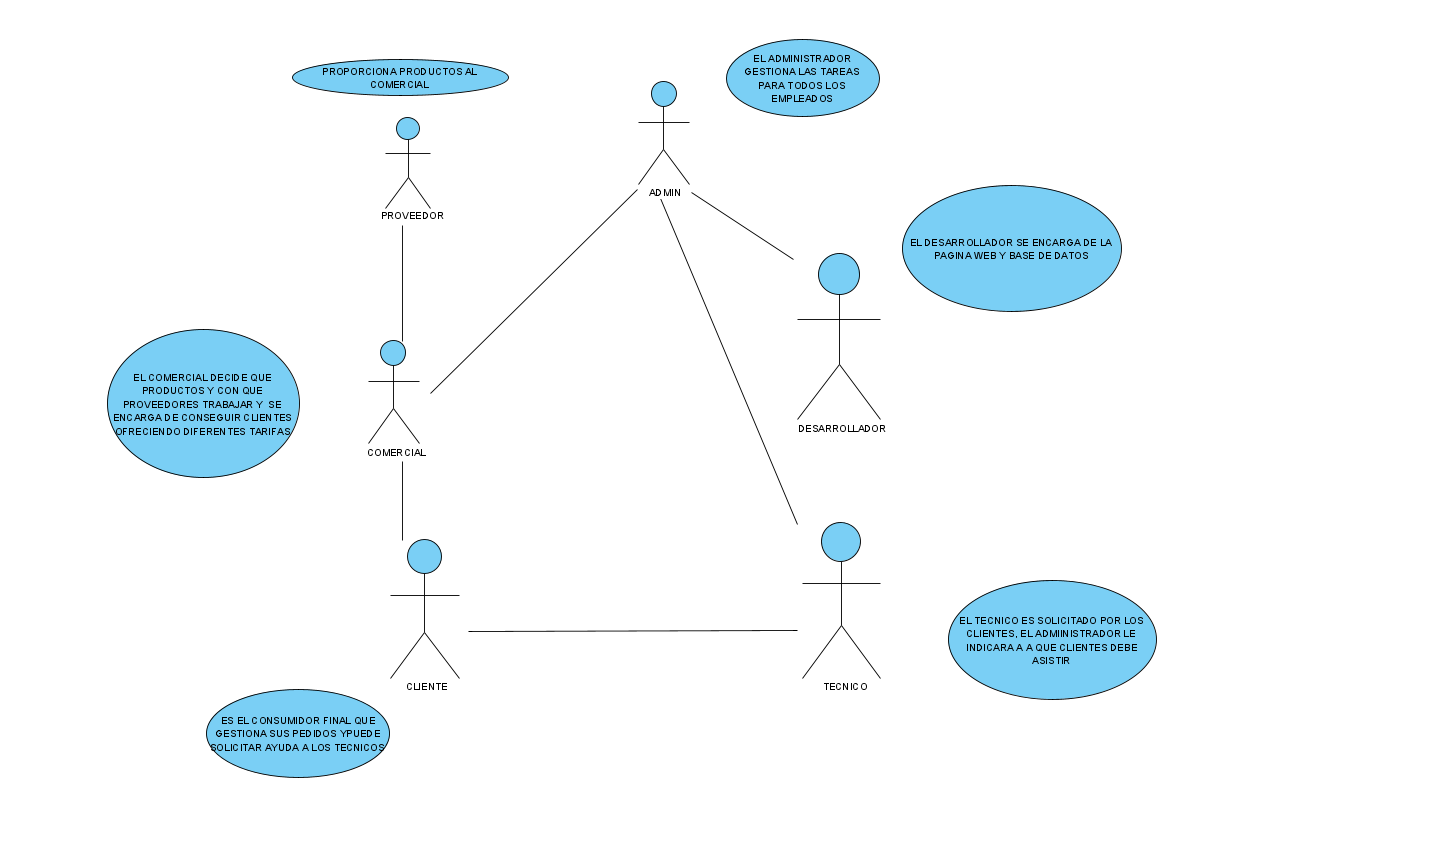 PROPORCIONA PRODUCTOS AL
COMERCIAL
EL ADMINISTRADOR
GESTIONA LAS TAREAS
PARA TODOS LOS
EMPLEADOS
ADMIN
PROVEEDOR
EL DESARROLLADOR SE ENCARGA DE LA
PAGINA WEB Y BASE DE DATOS
EL COMERCIAL DECIDE QUE
PRODUCTOS Y CON QUE
PROVEEDORES TRABAJAR Y SE
ENCARGA DE CONSEGUIR CLIENTES
OFRECIENDO DIFERENTES TARIFAS
DESARROLLADOR
COMERCIAL
EL TECNICO ES SOLICITADO POR LOS
CLIENTES, EL ADMINISTRADOR LE
INDICARA A A QUE CLIENTES DEBE
ASISTIR
CLIENTE
TECNICO
ES EL CONSUMIDOR FINAL QUE
GESTIONA SUS PEDIDOS YPUEDE
SOLICITAR AYUDA A LOS TECNICOS